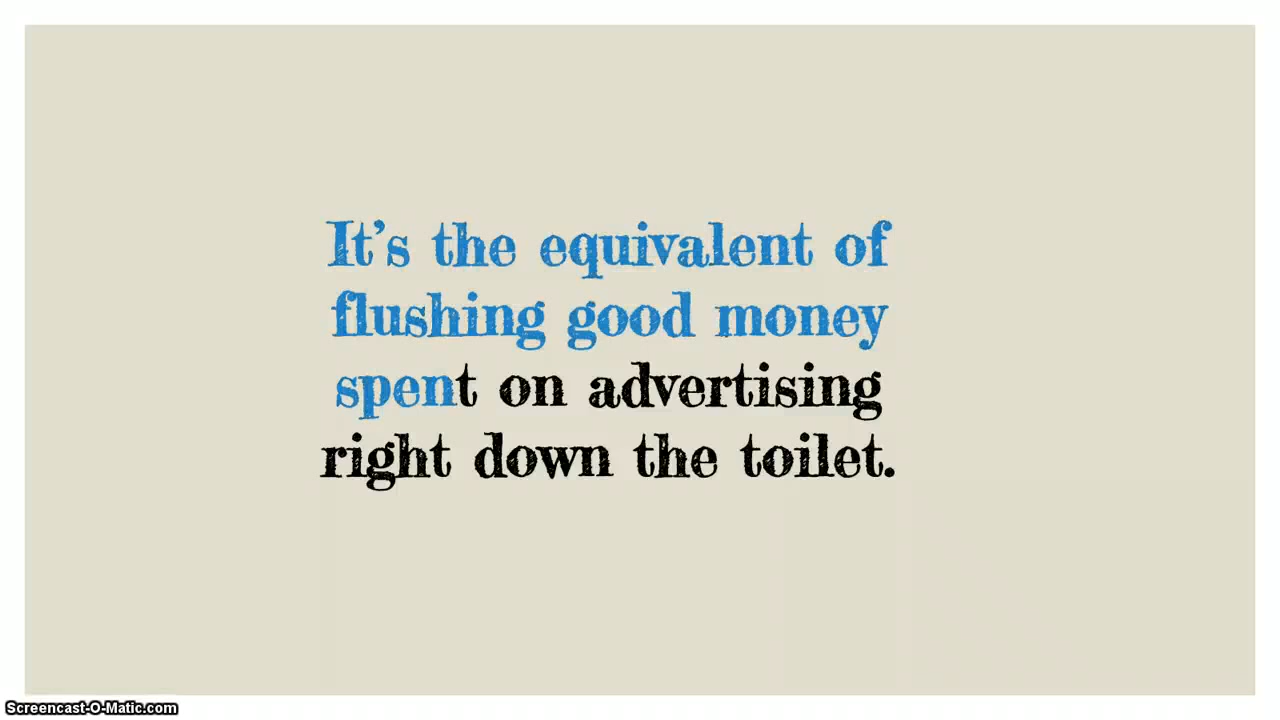 It's the equivalent of
flushing good money
spent on advertising
right down the toilet.
Screencast-O-Matic.com